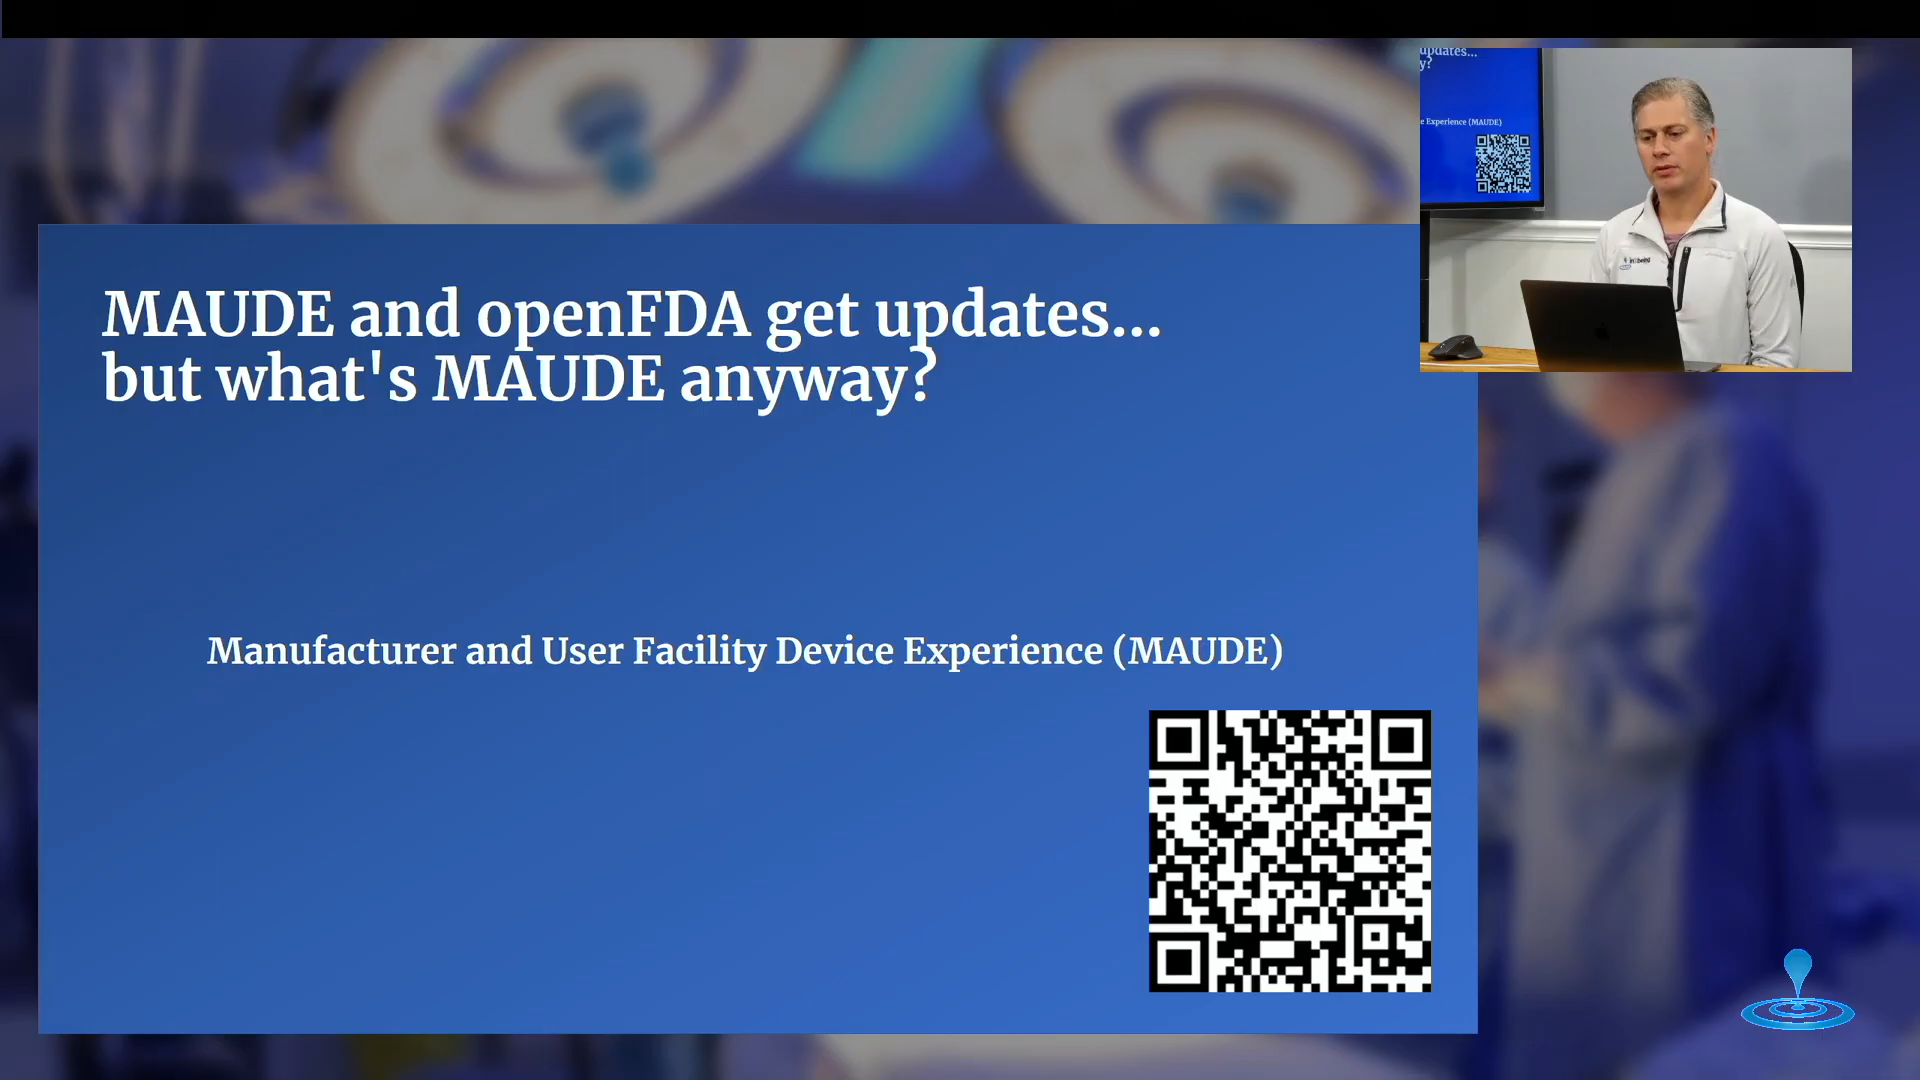 MAUDE and openFDA get updates...
but what's MAUDE anyway?
Manufacturer and User Facility Device Experience (MAUDE)
updates...
y?
e Experience (MAUDE)